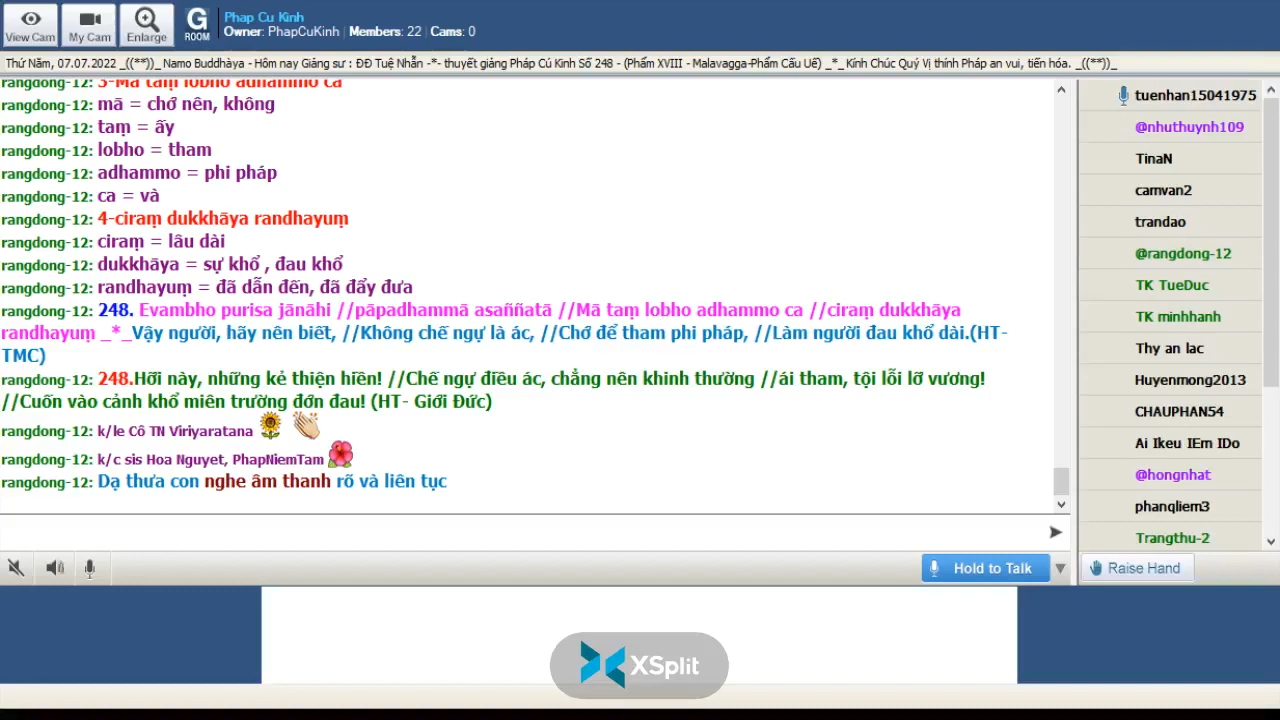 View Cam
My Cam
Enlarge
G
ROOM
Phap Cu Kinh
Owner: PhapCuKinh | Members: 22 | Cams: 0
Thứ Năm, 07.07.2022 _((**))_ Namo Buddhàya - Hôm nay Giảng sư : ĐĐ Tuệ Nhẫn -*- thuyết giảng Pháp Cú Kinh Số 248 - (Phẩm XVIII - Malavagga-Phẩm Cấu Uế) _*_ Kính Chúc Quý Vị thính Pháp an vui, tiến hóa. _((**))_
rangdong-12: 3-Mā taṃ lobho adhammo ca
rangdong-12: mā = chớ nên, không
rangdong-12: taṃ = ấy
rangdong-12: lobho = tham
rangdong-12: adhammo = phi pháp
rangdong-12: ca = và
rangdong-12: 4-ciraṃ dukkhāya randhayuṃ
rangdong-12: ciraṃ = lâu dài
rangdong-12: dukkhāya = sự khổ , đau khổ
rangdong-12: randhayuṃ = đã dẫn đến, đã đẩy đưa
rangdong-12: 248. Evambho purisa jānāhi //pāpadhammā asaññatā //Mā taṃ lobho adhammo ca //ciraṃ dukkhāya
randhayuṃ _*_Vậy người, hãy nên biết, //Không chế ngự là ác, //Chớ để tham phi pháp, //Làm người đau khổ dài.(HT-
TMC)
rangdong-12: 248.Hỡi này, những kẻ thiện hiền! //Chế ngự điều ác, chẳng nên khinh thường //ái tham, tội lỗi lỡ vương!
//Cuốn vào cảnh khổ miên trường đớn đau! (HT- Giới Đức)
rangdong-12: k/le Cô TN Viriyaratana
rangdong-12: k/c sis Hoa Nguyet, PhapNiemTam
rangdong-12: Dạ thưa con nghe âm thanh rõ và liên tục
Hold to Talk
tuenhan15041975
@nhuthuynh109
TinaN
camvan2
trandao
@rangdong-12
TK TueDuc
TK minhhanh
Thy an lac
Huyenmong2013
CHAUPHAN54
Ai Ikeu IEm IDo
@hongnhat
phanqliem3
Trangthu-2
Raise Hand
XSplit